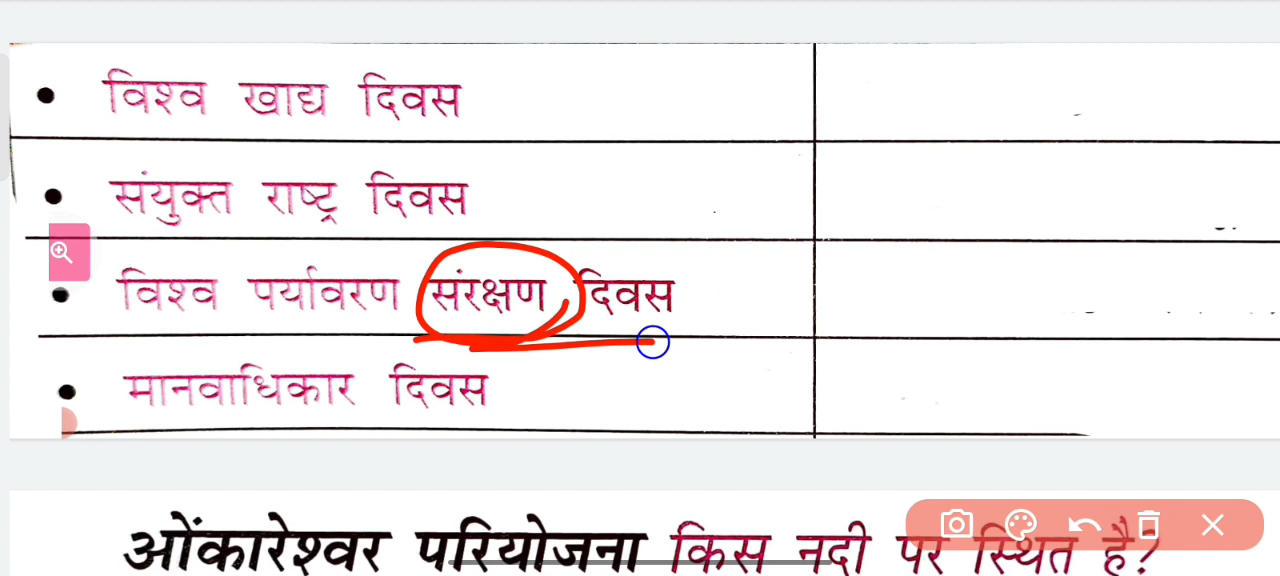 विश्व खाद्य दिवस
संयुक्त राष्ट्र दिवस
विश्व पर्यावरण संरक्षण दिवस
मानवाधिकार दिवस
ओंकारेश्वर परियोजना किस नदी पर स्थित है?